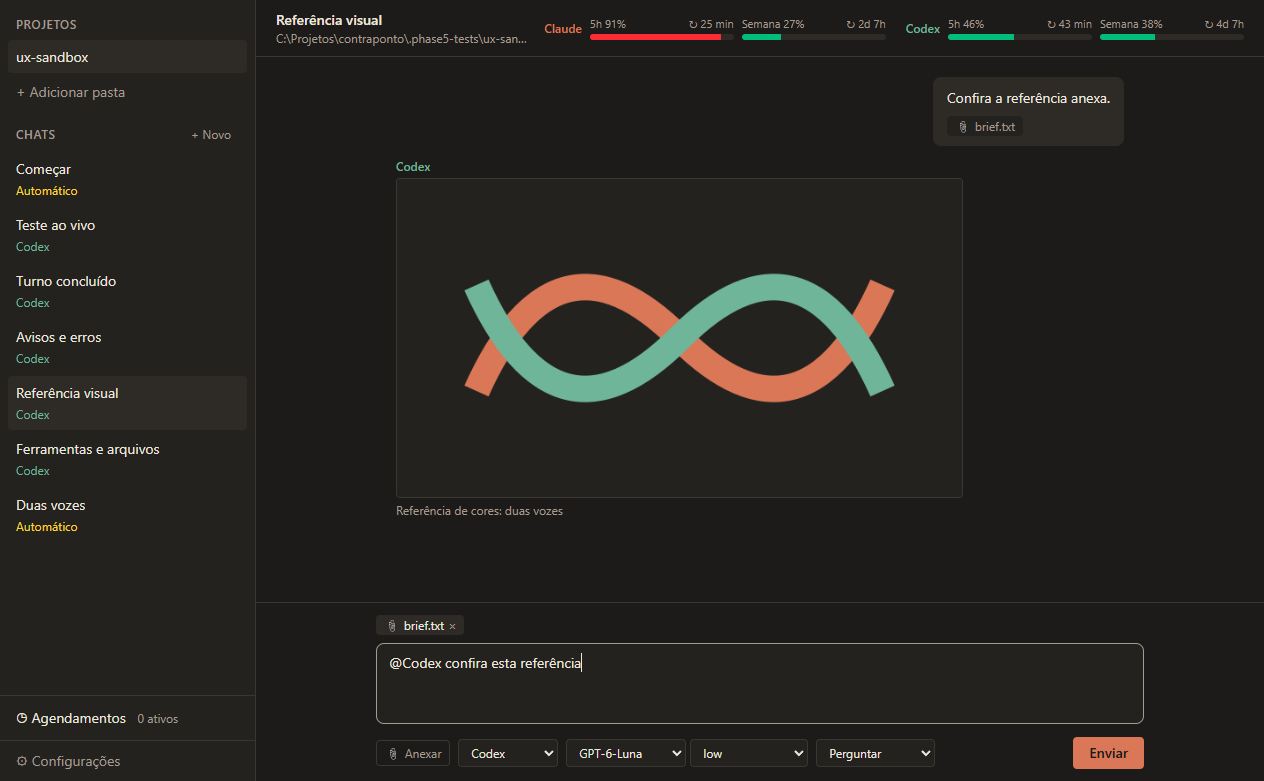 PROJETOS
ux-sandbox
+ Adicionar pasta
CHATS + Novo
Começar
Automático
Teste ao vivo
Codex
Turno concluído
Codex
Avisos e erros
Codex
Referência visual
Codex
Ferramentas e arquivos
Codex
Duas vozes
Automático
Agendamentos 0 ativos
Configurações
Referência visual
C:\Projetos\contraponto\.phase5-tests\ux-san...
Claude 5h 91% ↻ 25 min Semana 27% ↻ 2d 7h
Codex 5h 46% ↻ 43 min Semana 38% ↻ 4d 7h
Confira a referência anexa.
brief.txt
Codex
Referência de cores: duas vozes
brief.txt ×
@Codex confira esta referência
Anexar Codex GPT-6-Luna low Perguntar Enviar